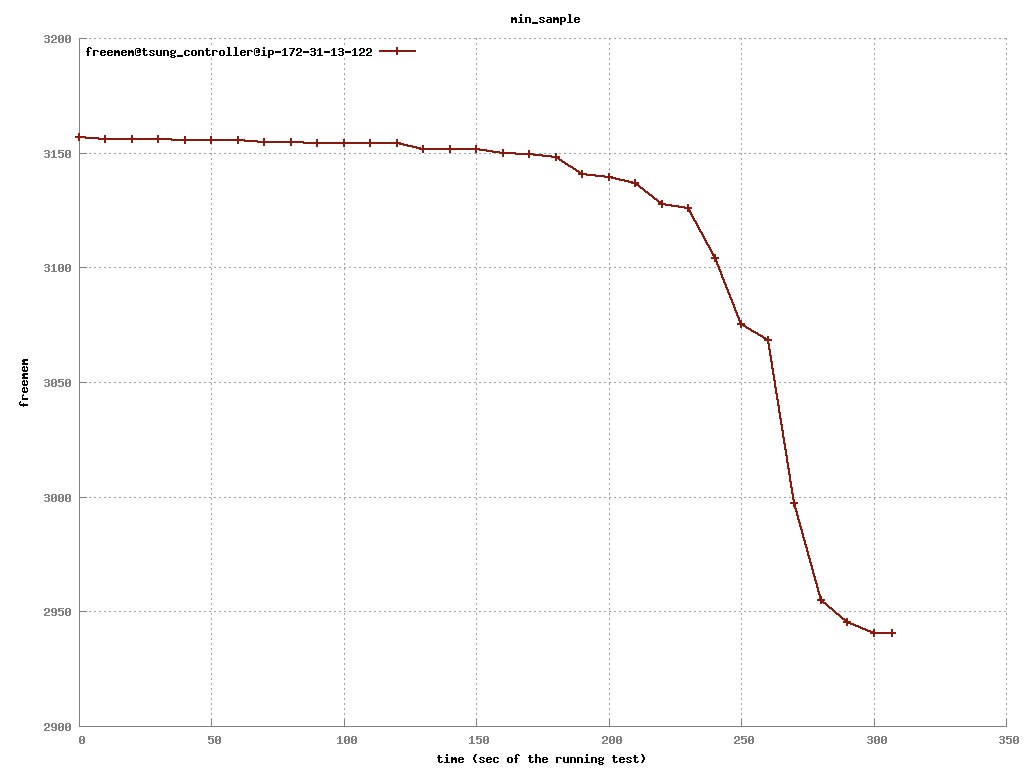 min_sample
3200
freemem@tsung_controller@ip-172-31-13-122
3150
3100
3050
3000
2950
2900
freemem
0 50 100 150 200 250 300 350
time (sec of the running test)